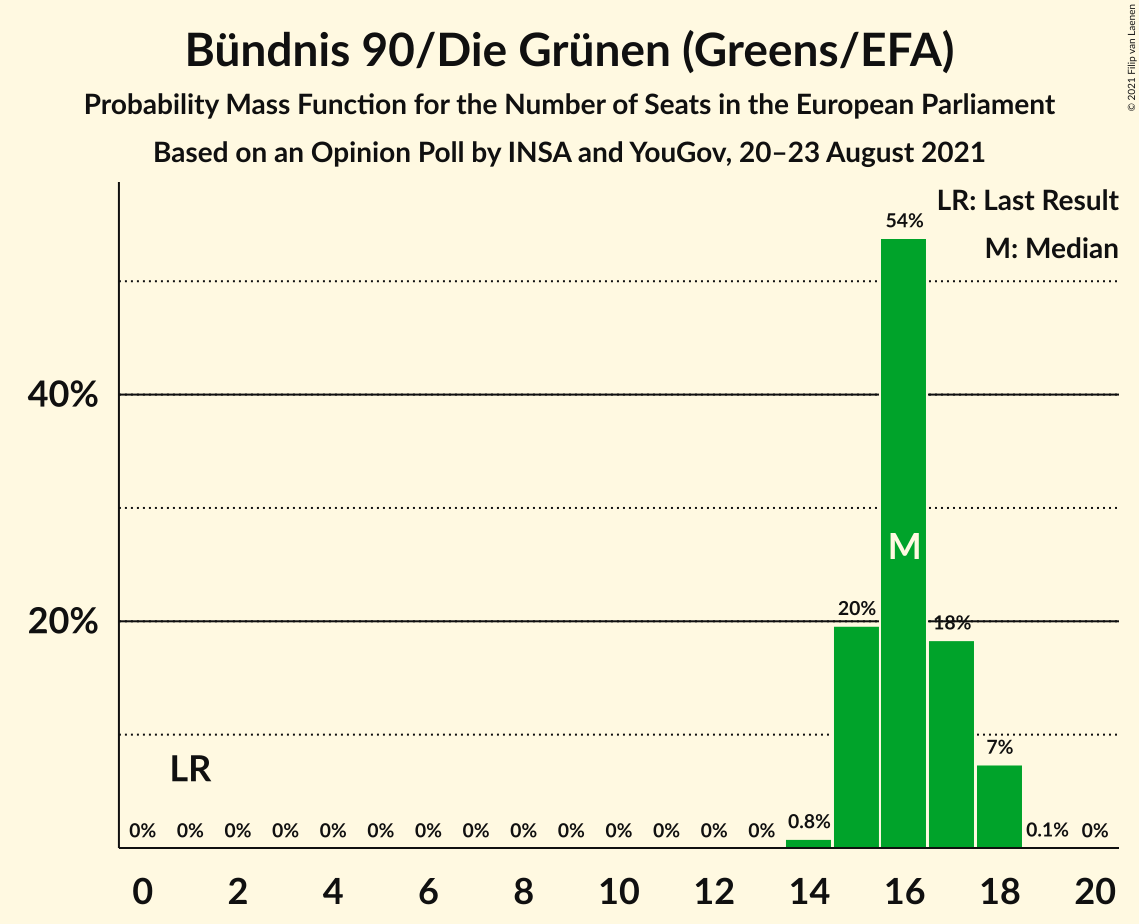 Bündnis 90/Die Grünen (Greens/EFA)
Probability Mass Function for the Number of Seats in the European Parliament
Based on an Opinion Poll by INSA and YouGov, 20–23 August 2021
© 2021 Filip van Laenen
LR: Last Result
M: Median
54%
40%
M
20%
20%
18%
7%
LR
0% 0% 0% 0% 0% 0% 0% 0% 0% 0% 0% 0% 0% 0% 0.8% 0.1% 0%
0 2 4 6 8 10 12 14 16 18 20